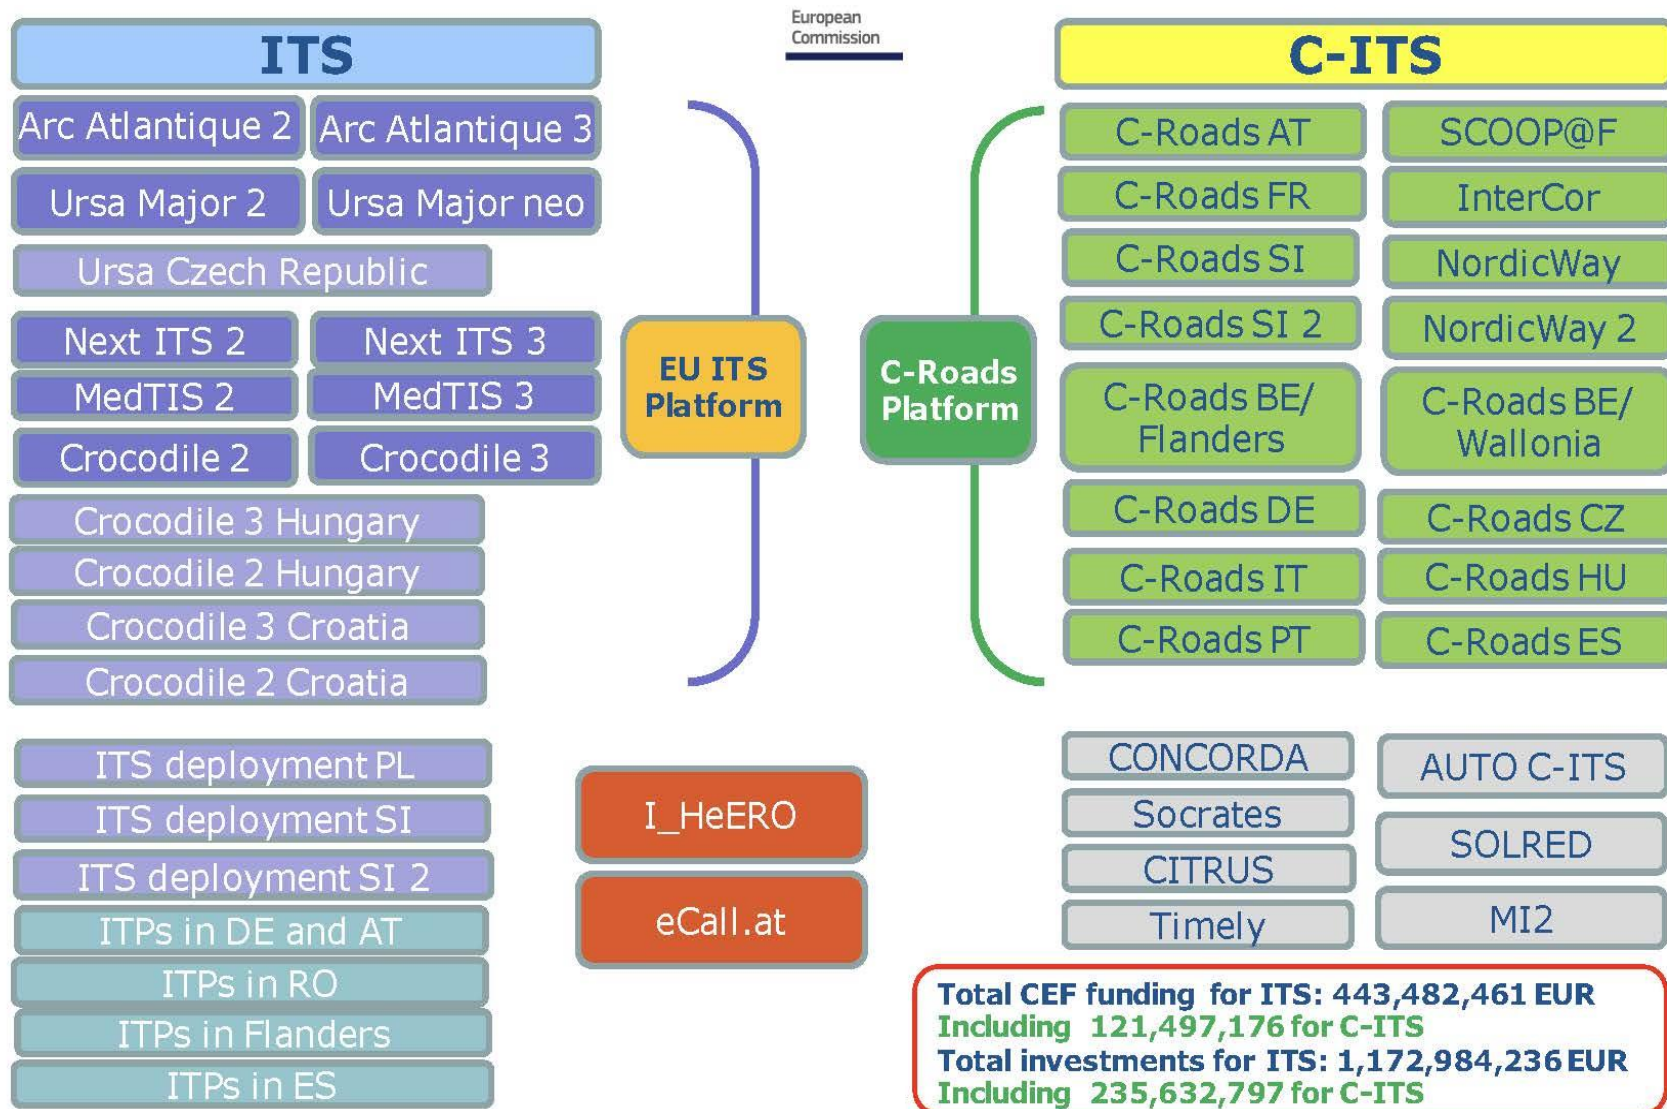 European
Commission
ITS
Arc Atlantique 2
Arc Atlantique 3
Ursa Major 2
Ursa Major neo
Ursa Czech Republic
Next ITS 2
Next ITS 3
MedTIS 2
MedTIS 3
Crocodile 2
Crocodile 3
Crocodile 3 Hungary
Crocodile 2 Hungary
Crocodile 3 Croatia
Crocodile 2 Croatia
ITS deployment PL
ITS deployment SI
ITS deployment SI 2
ITPs in DE and AT
ITPs in RO
ITPs in Flanders
ITPs in ES
EU ITS
Platform
I_HeERO
eCall.at
C-Roads
Platform
C-ITS
C-Roads AT
SCOOP@F
C-Roads FR
InterCor
C-Roads SI
NordicWay
C-Roads SI 2
NordicWay 2
C-Roads BE/
Flanders
C-Roads BE/
Wallonia
C-Roads DE
C-Roads CZ
C-Roads IT
C-Roads HU
C-Roads PT
C-Roads ES
CONCORDA
AUTO C-ITS
Socrates
SOLRED
CITRUS
Timely
MI2
Total CEF funding for ITS: 443,482,461 EUR
Including 121,497,176 for C-ITS
Total investments for ITS: 1,172,984,236 EUR
Including 235,632,797 for C-ITS